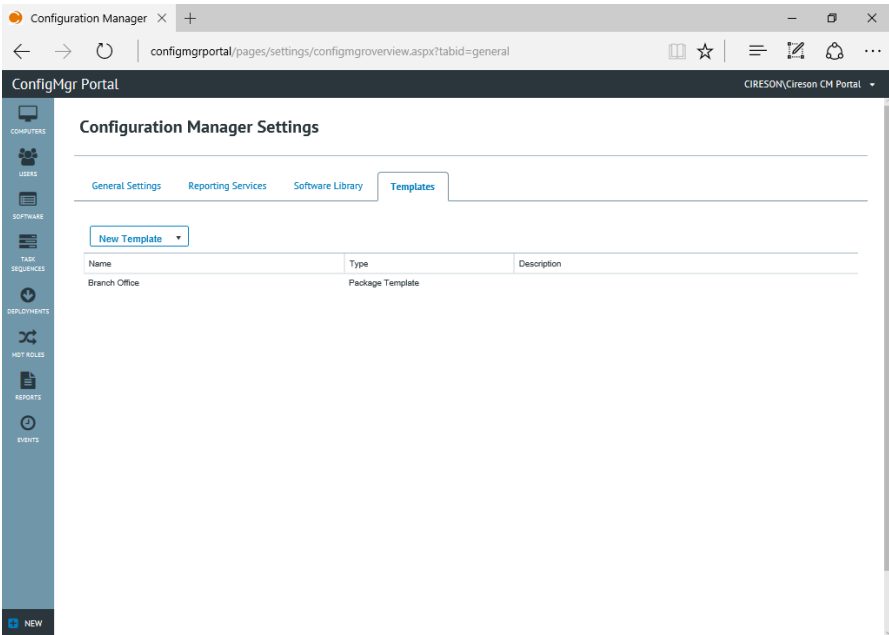 Configuration Manager
configmgrportal/pages/settings/configmgroverview.aspx?tabid=general
ConfigMgr Portal
CIRESON\Cireson CM Portal
COMPUTERS
USERS
SOFTWARE
TASK
SEQUENCES
DEPLOYMENTS
MDT ROLES
REPORTS
EVENTS
NEW
Configuration Manager Settings
General Settings Reporting Services Software Library Templates
New Template
Name Type Description
Branch Office Package Template